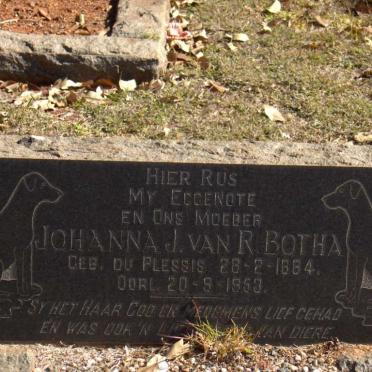 HIER RUS
MY EGGENOTE
EN ONS MOEDER
JOHANNA J. VAN R. BOTHA
GEB. DU PLESSIS 28-2-1884.
OORL. 20-9-1953.
SY HET HAAR GOD EN MEDEMENS LIEF GEHAD
EN WAS OOK 'N VAN DIERE